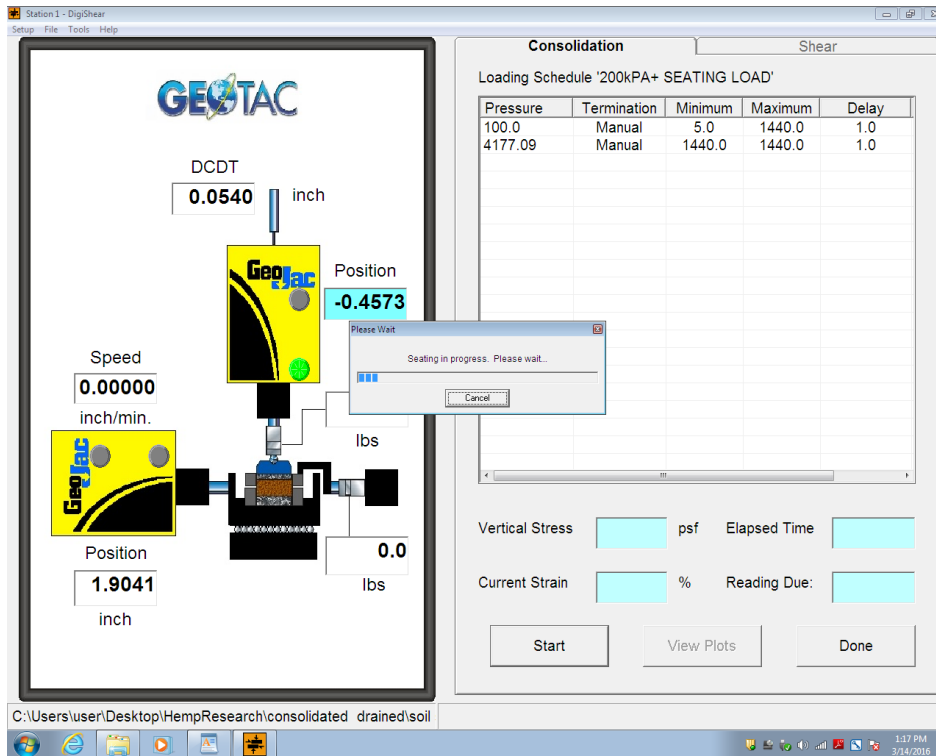 Station 1 - DigiShear
Setup File Tools Help
GEOTAC
DCDT
0.0540 inch
GeoJac
Position
-0.4573
Speed
0.00000
inch/min.
lbs
GeoJac
Position
1.9041
inch
0.0
lbs
Please Wait
Seating in progress. Please wait...
Cancel
Consolidation Shear
Loading Schedule '200kPA+ SEATING LOAD'
Pressure Termination Minimum Maximum Delay
100.0 Manual 5.0 1440.0 1.0
4177.09 Manual 1440.0 1440.0 1.0
Vertical Stress psf Elapsed Time
Current Strain % Reading Due:
Start View Plots Done
C:\Users\user\Desktop\HempResearch\consolidated drained\soil
1:17 PM
3/14/2016